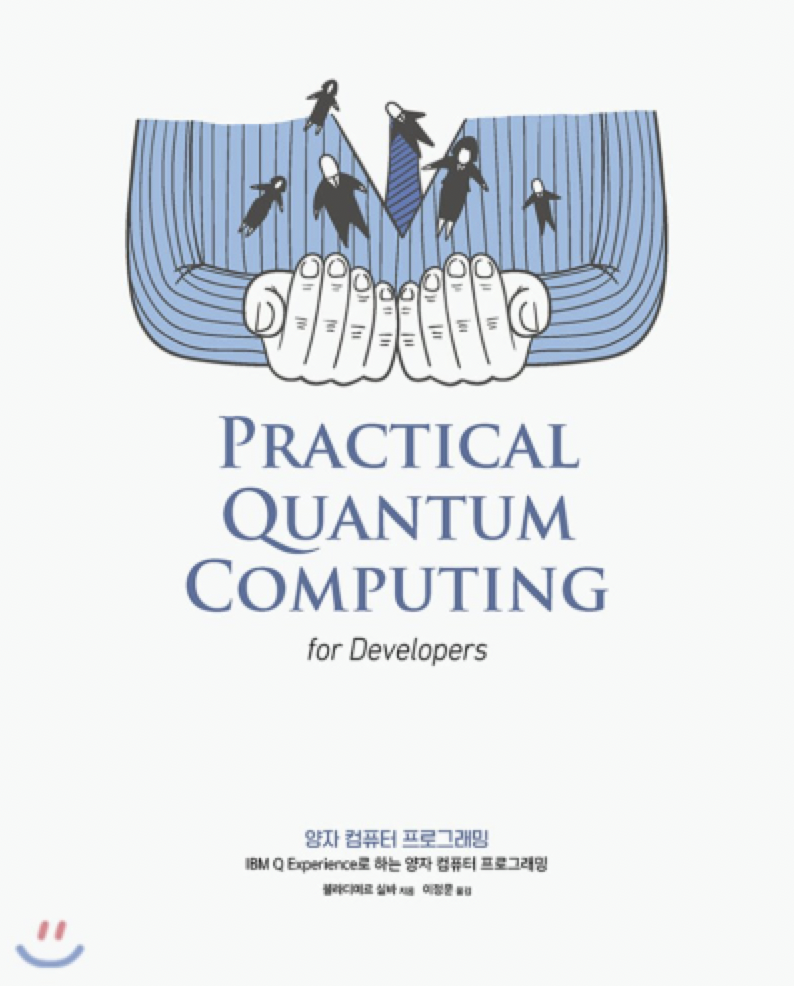 PRACTICAL
QUANTUM
COMPUTING
for Developers
양자 컴퓨터 프로그래밍
IBM Q Experience로 하는 양자 컴퓨터 프로그래밍
블라디미르 실바 지음 이정문 옮김